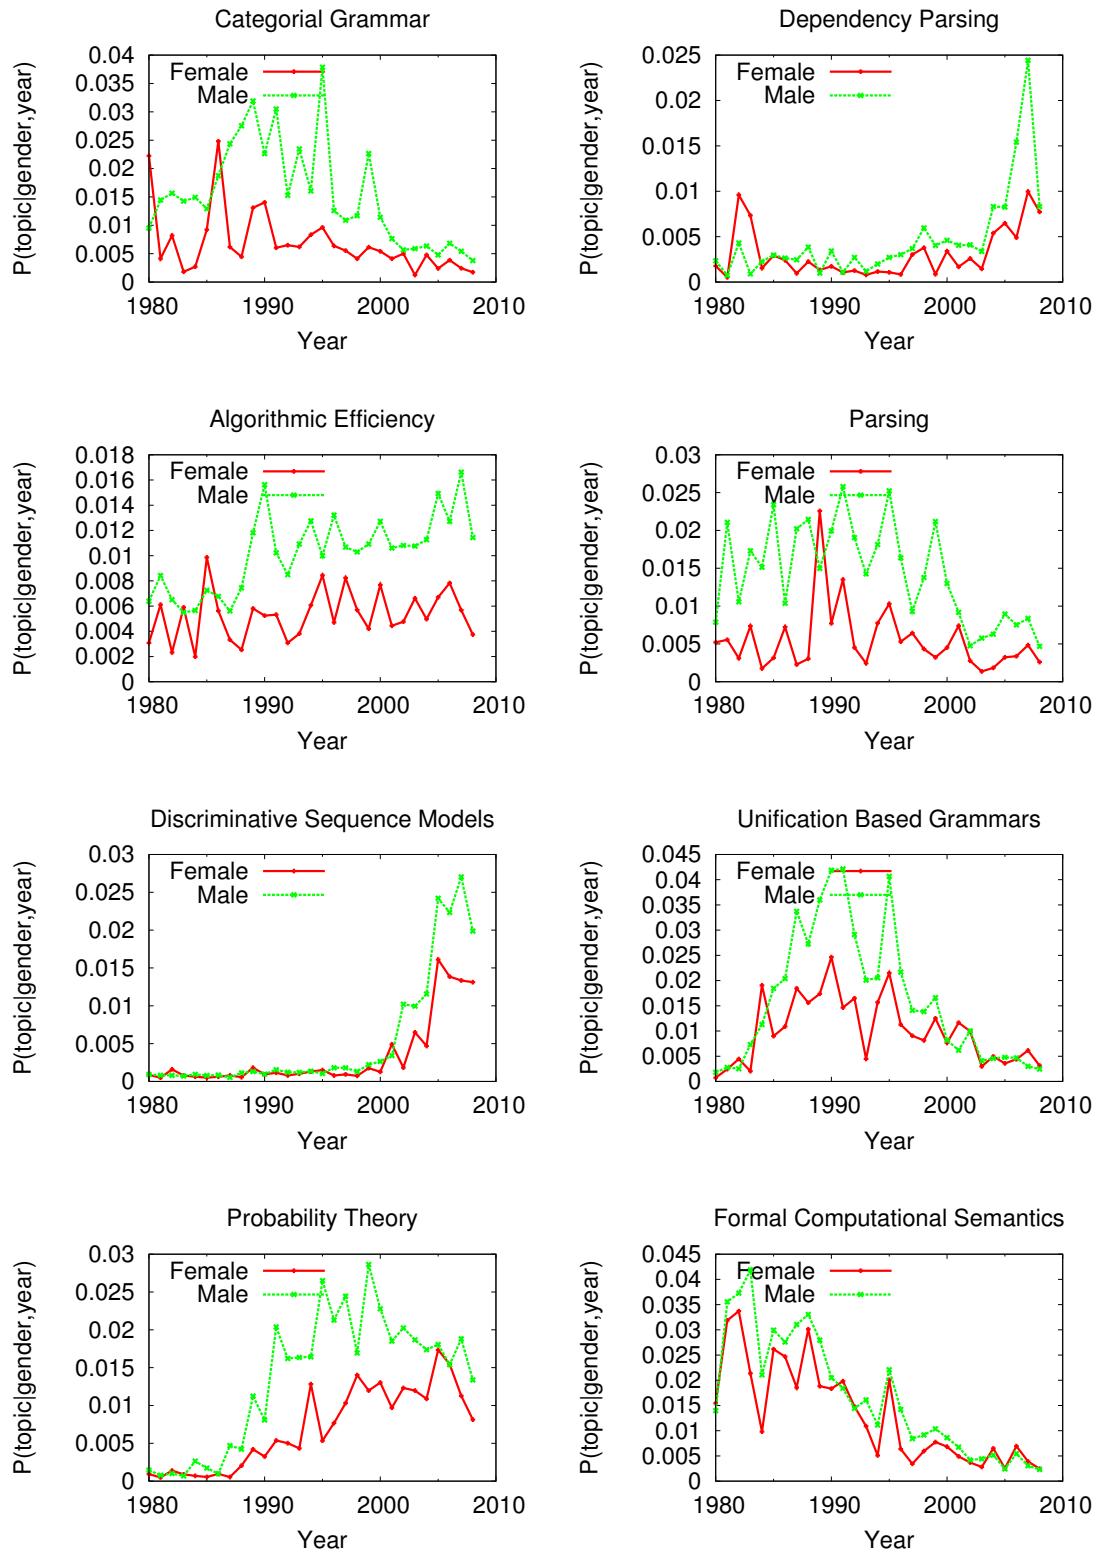 Categorial Grammar
P(topic|gender,year)
0.04
0.035
0.03
0.025
0.02
0.015
0.01
0.005
0
Female
Male
1980 1990 2000 2010
Year
Dependency Parsing
P(topic|gender,year)
0.025
0.02
0.015
0.01
0.005
0
Female
Male
1980 1990 2000 2010
Year
Algorithmic Efficiency
P(topic|gender,year)
0.018
0.016
0.014
0.012
0.01
0.008
0.006
0.004
0.002
0
Female
Male
1980 1990 2000 2010
Year
Parsing
P(topic|gender,year)
0.03
0.025
0.02
0.015
0.01
0.005
0
Female
Male
1980 1990 2000 2010
Year
Discriminative Sequence Models
P(topic|gender,year)
0.03
0.025
0.02
0.015
0.01
0.005
0
Female
Male
1980 1990 2000 2010
Year
Unification Based Grammars
P(topic|gender,year)
0.045
0.04
0.035
0.03
0.025
0.02
0.015
0.01
0.005
0
Female
Male
1980 1990 2000 2010
Year
Probability Theory
P(topic|gender,year)
0.03
0.025
0.02
0.015
0.01
0.005
0
Female
Male
1980 1990 2000 2010
Year
Formal Computational Semantics
P(topic|gender,year)
0.045
0.04
0.035
0.03
0.025
0.02
0.015
0.01
0.005
0
Female
Male
1980 1990 2000 2010
Year